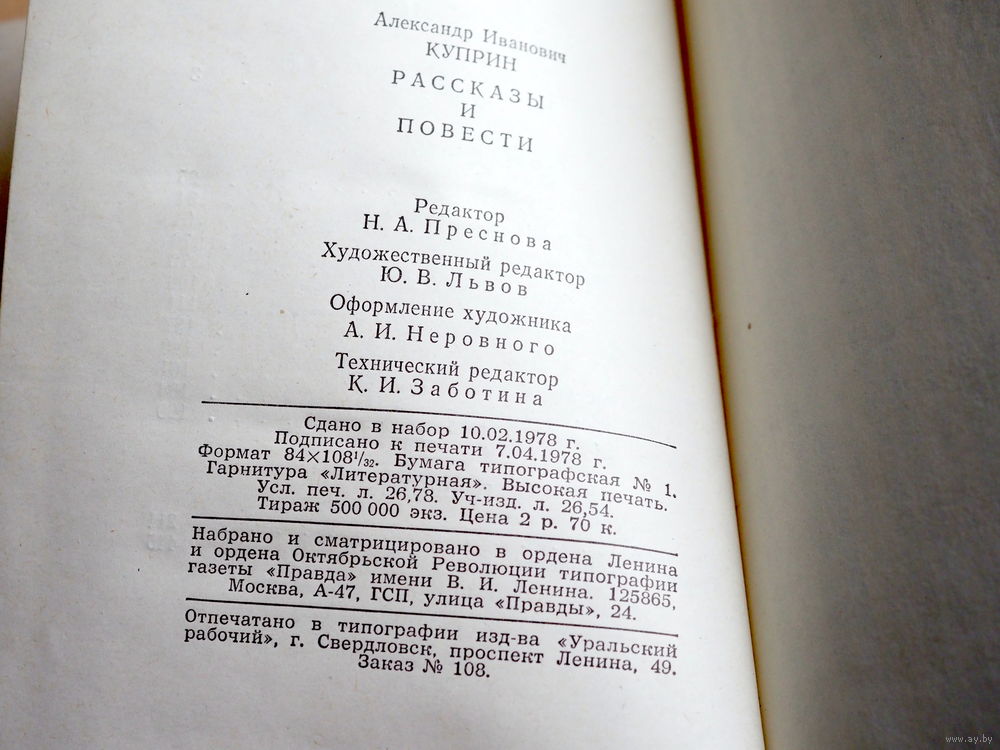 Александр Иванович
КУПРИН
РАССКАЗЫ
И
ПОВЕСТИ
Редактор
Н. А. Преснова
Художественный редактор
Ю. В. Львов
Оформление художника
А. И. Неровного
Технический редактор
К. И. Заботина
Сдано в набор 10.02.1978 г.
Подписано к печати 7.04.1978 г.
Формат 84×108¹/₃₂. Бумага типографская № 1.
Гарнитура «Литературная». Высокая печать.
Усл. печ. л. 26,78. Уч-изд. л. 26,54.
Тираж 500 000 экз. Цена 2 р. 70 к.
Набрано и сматрицировано в ордена Ленина
и ордена Октябрьской Революции типографии
газеты «Правда» имени В. И. Ленина. 125865,
Москва, А-47, ГСП, улица «Правды», 24.
Отпечатано в типографии изд-ва «Уральский
рабочий», г. Свердловск, проспект Ленина, 49.
Заказ № 108.
www.ay.by